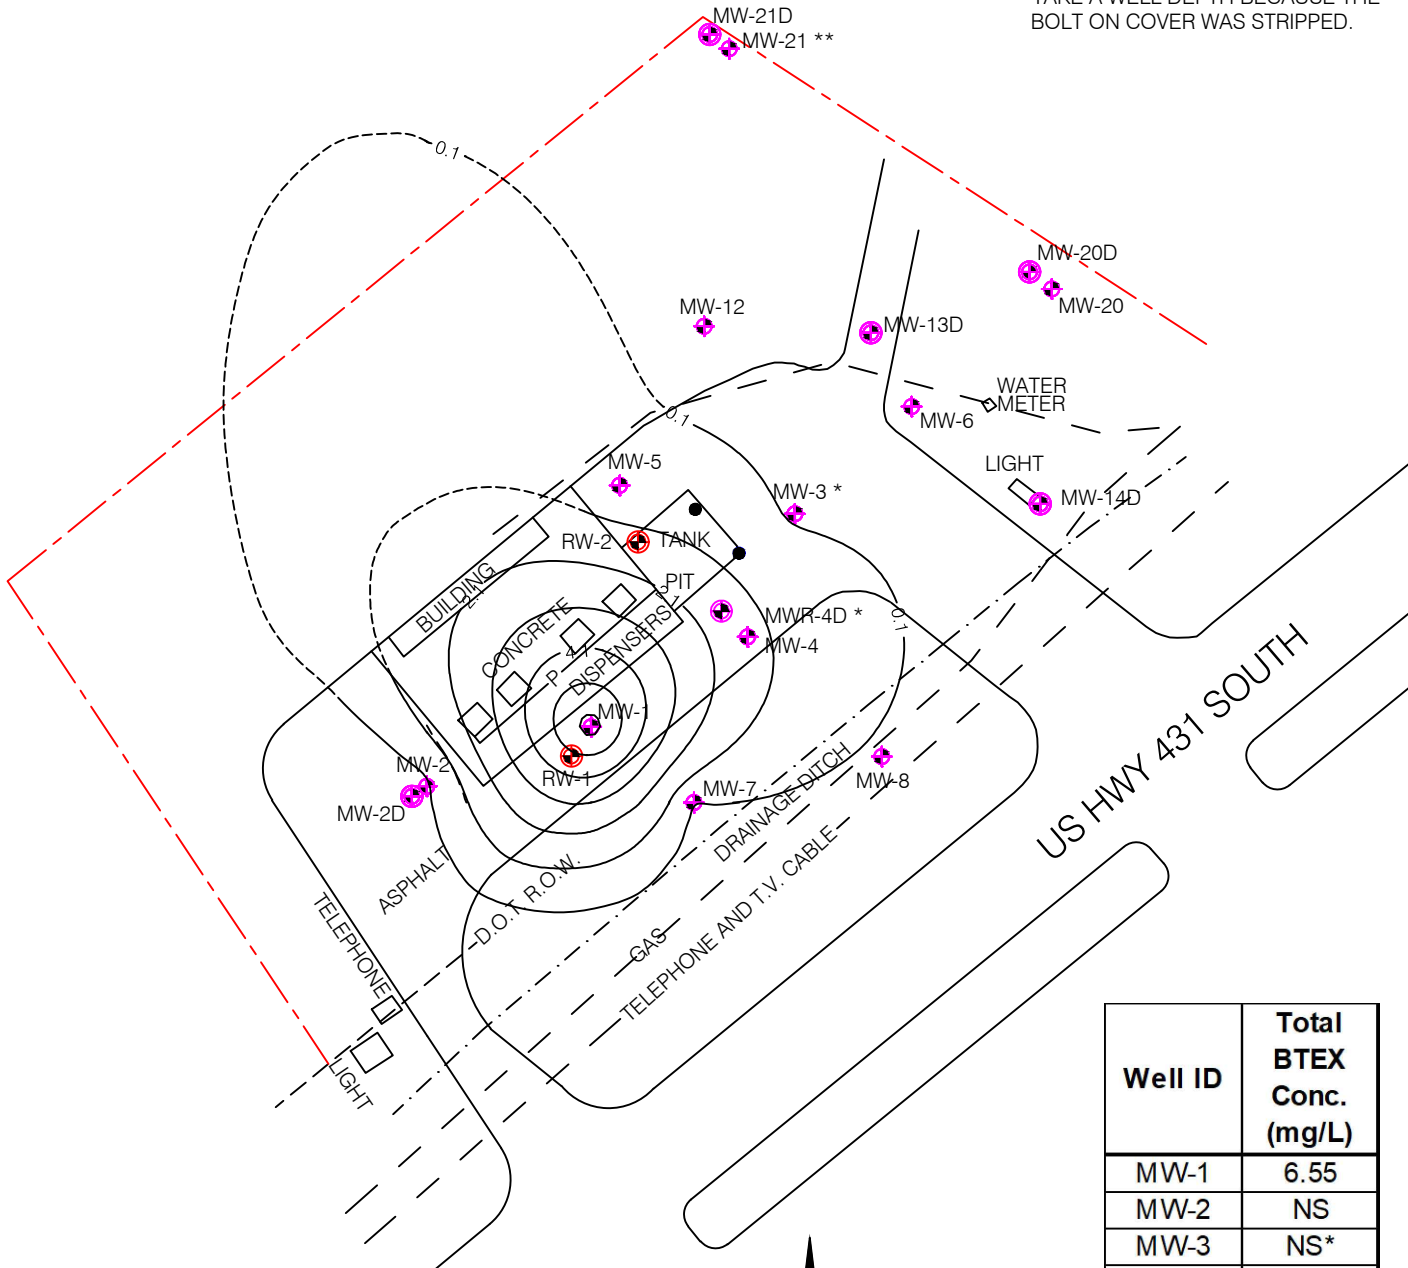 BOLT ON COVER WAS STRIPPED.
MW-21D
MW-21 **
0.1
MW-20D
MW-20
MW-12
MW-13D
WATER
METER
MW-6
0.1
LIGHT
MW-5
MW-3 *
MW-14D
RW-2
TANK
PIT
BUILDING
2.1
CONCRETE
DISPENSERS
MWR-4D *
MW-4
0.1
4.1
P
MW-1
RW-1
MW-2
MW-2D
MW-7
MW-8
DRAINAGE DITCH
US HWY 431 SOUTH
ASPHALT
D.O.T. R.O.W.
TELEPHONE
GAS
TELEPHONE AND T.V. CABLE
LIGHT
Well ID Total BTEX Conc. (mg/L)
MW-1 6.55
MW-2 NS
MW-3 NS*